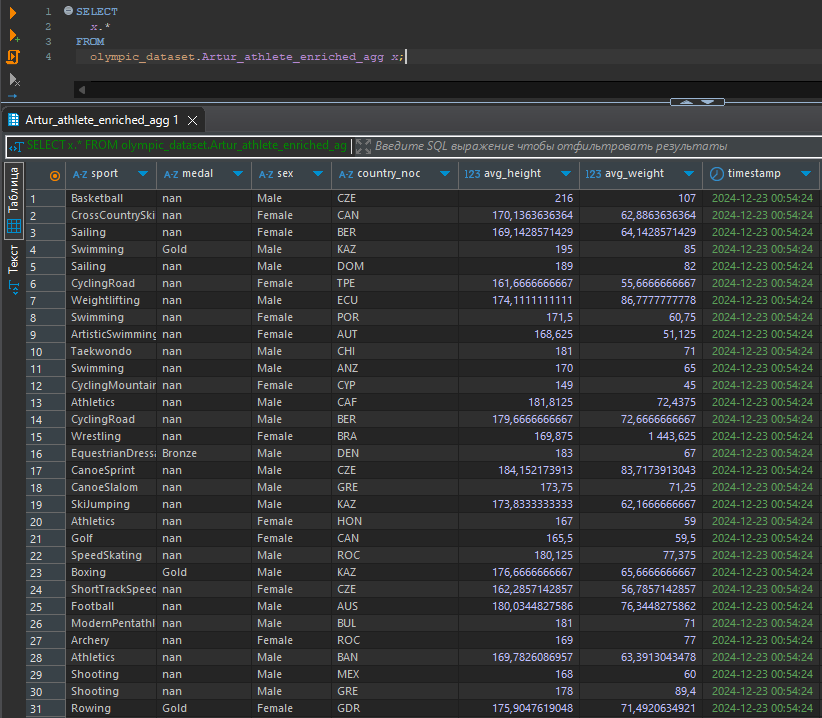 1 SELECT
2 x.*
3 FROM
4 olympic_dataset.Artur_athlete_enriched_agg x;
Artur_athlete_enriched_agg 1
SELECT x.* FROM olympic_dataset.Artur_athlete_enriched_ag Введите SQL выражение чтобы отфильтровать результаты
Таблица
Текст
A-Z sport A-Z medal A-Z sex A-Z country_noc 123 avg_height 123 avg_weight timestamp
1 Basketball nan Male CZE 216 107 2024-12-23 00:54:24
2 CrossCountrySki nan Female CAN 170,1363636364 62,8863636364 2024-12-23 00:54:24
3 Sailing nan Female BER 169,1428571429 64,1428571429 2024-12-23 00:54:24
4 Swimming Gold Male KAZ 195 85 2024-12-23 00:54:24
5 Sailing nan Male DOM 189 82 2024-12-23 00:54:24
6 CyclingRoad nan Female TPE 161,6666666667 55,6666666667 2024-12-23 00:54:24
7 Weightlifting nan Male ECU 174,1111111111 86,7777777778 2024-12-23 00:54:24
8 Swimming nan Female POR 171,5 60,75 2024-12-23 00:54:24
9 ArtisticSwimming nan Female AUT 168,625 51,125 2024-12-23 00:54:24
10 Taekwondo nan Male CHI 181 71 2024-12-23 00:54:24
11 Swimming nan Male ANZ 170 65 2024-12-23 00:54:24
12 CyclingMountain nan Female CYP 149 45 2024-12-23 00:54:24
13 Athletics nan Male CAF 181,8125 72,4375 2024-12-23 00:54:24
14 CyclingRoad nan Male BER 179,6666666667 72,6666666667 2024-12-23 00:54:24
15 Wrestling nan Female BRA 169,875 1 443,625 2024-12-23 00:54:24
16 EquestrianDressa Bronze Male DEN 183 67 2024-12-23 00:54:24
17 CanoeSprint nan Male CZE 184,152173913 83,7173913043 2024-12-23 00:54:24
18 CanoeSlalom nan Male GRE 173,75 71,25 2024-12-23 00:54:24
19 SkiJumping nan Male KAZ 173,8333333333 62,1666666667 2024-12-23 00:54:24
20 Athletics nan Female HON 167 59 2024-12-23 00:54:24
21 Golf nan Female CAN 165,5 59,5 2024-12-23 00:54:24
22 SpeedSkating nan Male ROC 180,125 77,375 2024-12-23 00:54:24
23 Boxing Gold Male KAZ 176,6666666667 65,6666666667 2024-12-23 00:54:24
24 ShortTrackSpeed nan Female CZE 162,2857142857 56,7857142857 2024-12-23 00:54:24
25 Football nan Male AUS 180,0344827586 76,3448275862 2024-12-23 00:54:24
26 ModernPentathl nan Male BUL 181 71 2024-12-23 00:54:24
27 Archery nan Female ROC 169 77 2024-12-23 00:54:24
28 Athletics nan Male BAN 169,7826086957 63,3913043478 2024-12-23 00:54:24
29 Shooting nan Male MEX 168 60 2024-12-23 00:54:24
30 Shooting nan Male GRE 178 89,4 2024-12-23 00:54:24
31 Rowing Gold Female GDR 175,9047619048 71,4920634921 2024-12-23 00:54:24